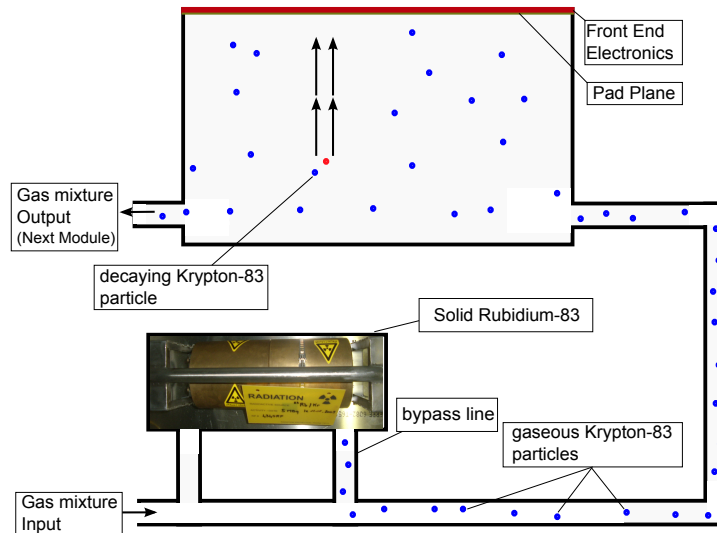 Front End
Electronics
Pad Plane
Gas mixture
Output
(Next Module)
decaying Krypton-83
particle
Solid Rubidium-83
RADIATION
bypass line
gaseous Krypton-83
particles
Gas mixture
Input